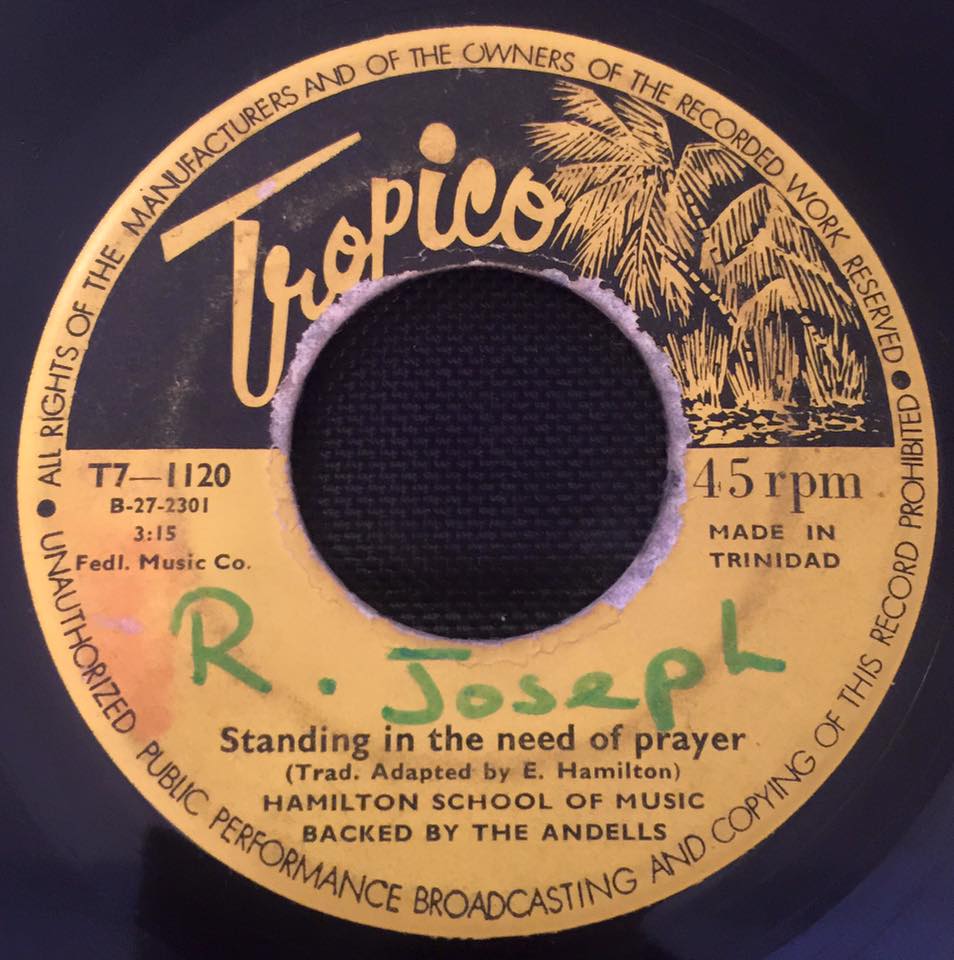 ALL RIGHTS OF THE MANUFACTURERS AND OF THE OWNERS OF THE RECORDED WORK RESERVED
Tropico
T7—1120
B-27-2301
3:15
Fedl. Music Co.
45 rpm
MADE IN
TRINIDAD
R. Joseph
Standing in the need of prayer
(Trad. Adapted by E. Hamilton)
HAMILTON SCHOOL OF MUSIC
BACKED BY THE ANDELLS
UNAUTHORIZED PUBLIC PERFORMANCE BROADCASTING AND COPYING OF THIS RECORD PROHIBITED